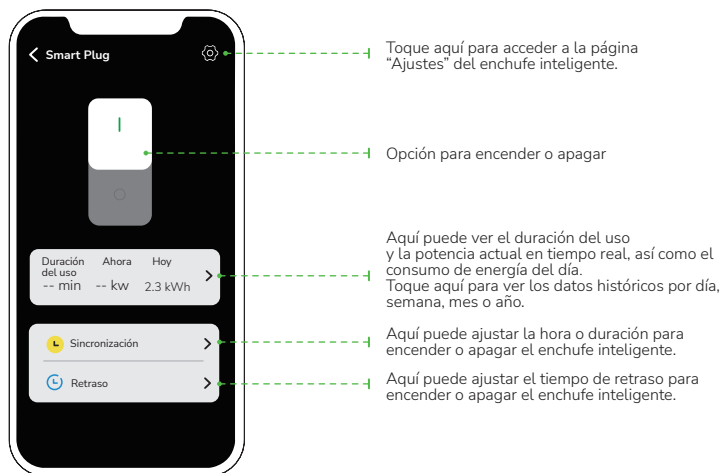 Smart Plug
Toque aquí para acceder a la página
“Ajustes” del enchufe inteligente.
Opción para encender o apagar
Duración
del uso
Ahora
Hoy
-- min
-- kw
2.3 kWh
Aquí puede ver el duración del uso
y la potencia actual en tiempo real, así como el
consumo de energía del día.
Toque aquí para ver los datos históricos por día,
semana, mes o año.
Sincronización
Aquí puede ajustar la hora o duración para
encender o apagar el enchufe inteligente.
Retraso
Aquí puede ajustar el tiempo de retraso para
encender o apagar el enchufe inteligente.